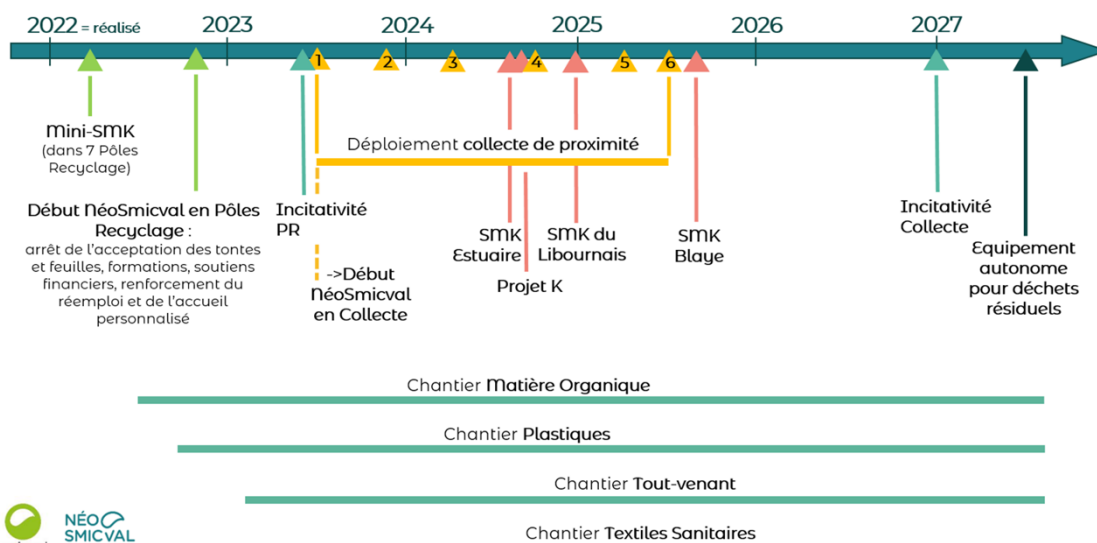 2022 = réalisé
2023
2024
2025
2026
2027
1
2
3
4
5
6
Mini-SMK
(dans 7 Pôles
Recyclage)
Déploiement collecte de proximité
Début NéoSmicval en Pôles
Recyclage :
arrêt de l'acceptation des tontes
et feuilles, formations, soutiens
financiers, renforcement du
réemploi et de l'accueil
personnalisé
Incitativité
PR
->Début
NéoSmicval
en Collecte
SMK
Estuaire
Projet K
SMK du
Libournais
SMK
Blaye
Incitativité
Collecte
Equipement
autonome
pour déchets
résiduels
Chantier Matière Organique
Chantier Plastiques
Chantier Tout-venant
Chantier Textiles Sanitaires
NÉO
SMICVAL